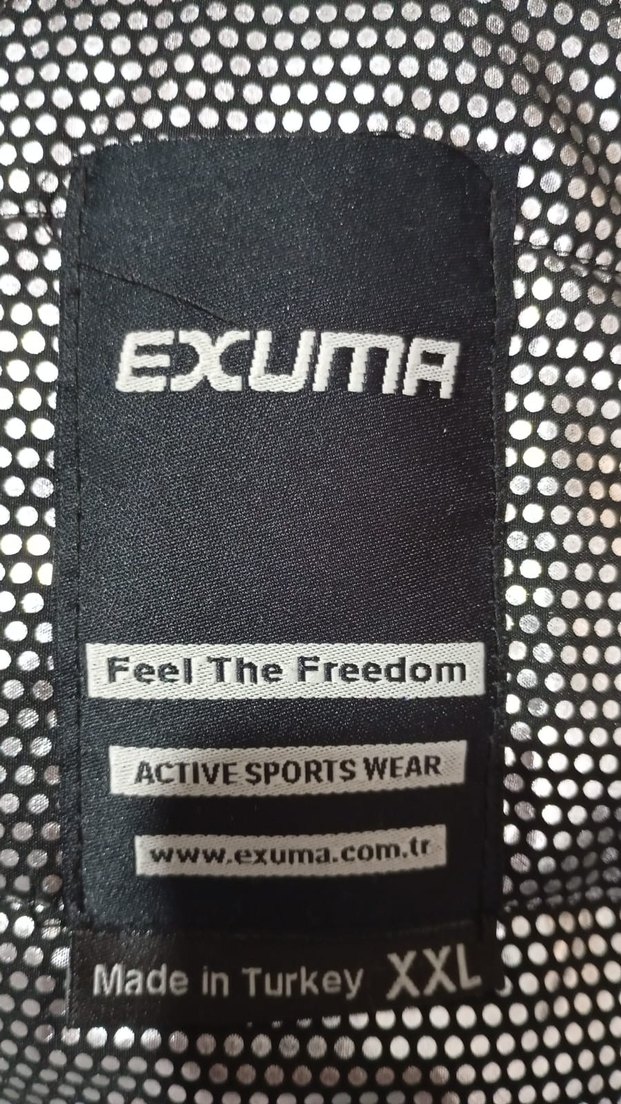 EXUMA
Feel The Freedom
ACTIVE SPORTS WEAR
www.exuma.com.tr
Made in Turkey XXL